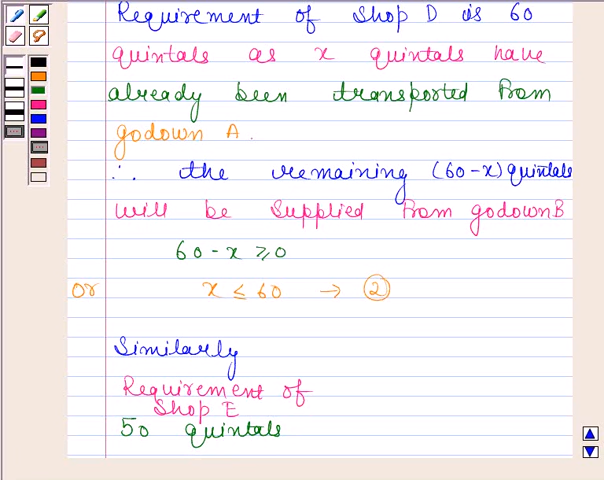 Requirement of Shop D is 60
quintals as x quintals have
already been transported from
godown A.
∴ the remaining (60-x) quintals
will be supplied from godown B
60 - x ≥ 0
Or x ≤ 60 → ②
Similarly
Requirement of
Shop E
50 quintals